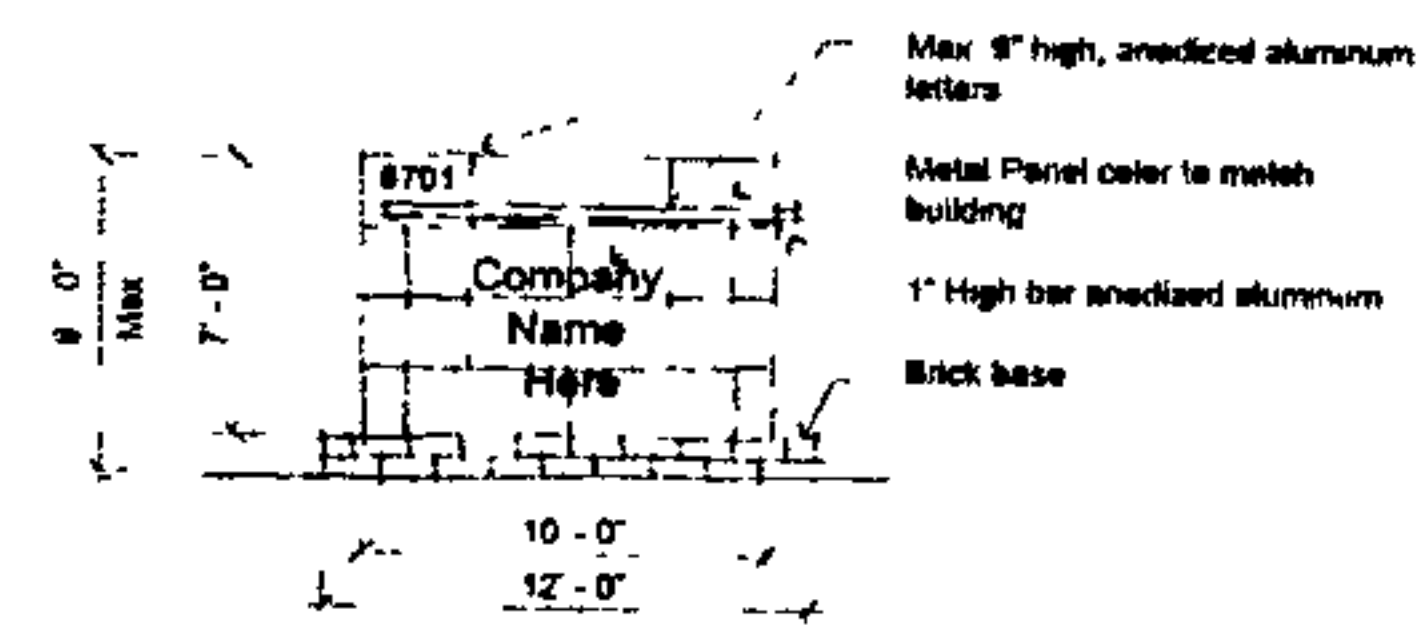 Max 9" high, anodized aluminum
letters
8701
Metal Panel color to match
building
Company
Name
Here
1" High bar anodized aluminum
Brick base
0"
Max
7' - 0"
10 - 0"
12' - 0"